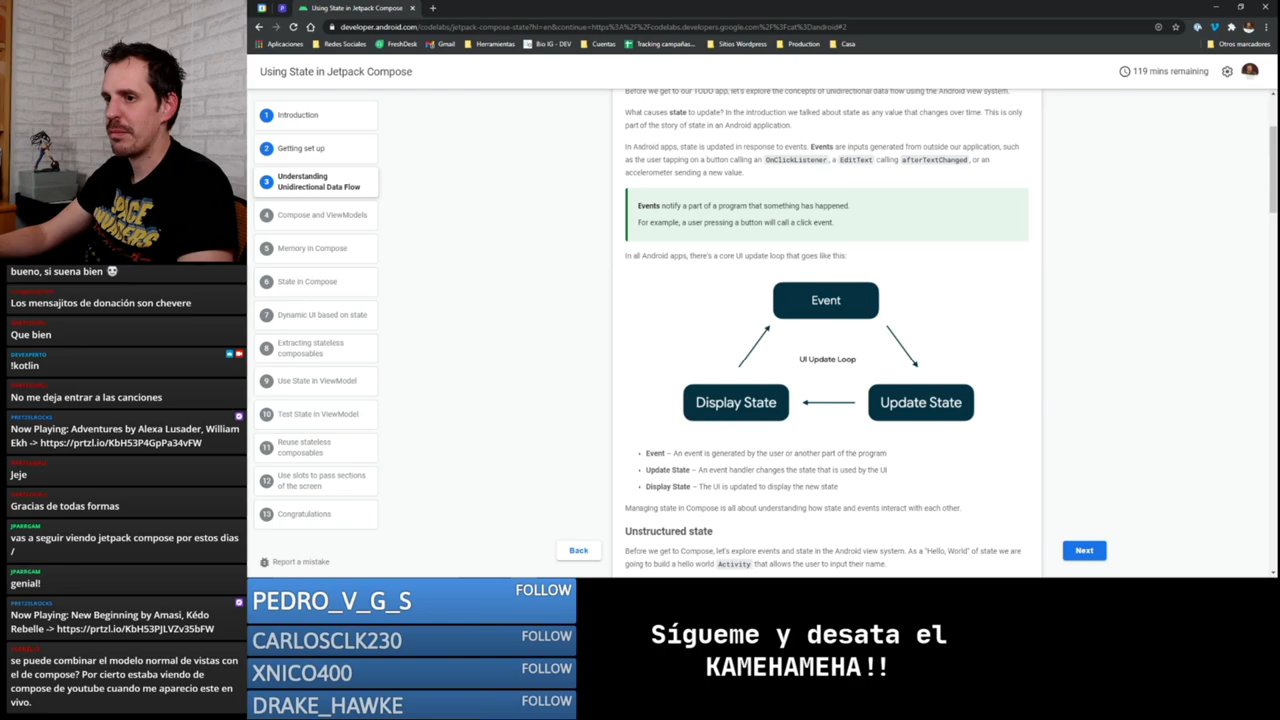 Using State in Jetpack Compose
developer.android.com/codelabs/jetpack-compose-state?hl=en&continue=https%3A%2F%2Fcodelabs.developers.google.com%2F%3Fcat%3Dandroid#2
Aplicaciones
Redes Sociales
FreshDesk
Gmail
Herramientas
Bio IG - DEV
Cuentas
Tracking campañas...
Sitios Wordpress
Production
Casa
Otros marcadores
Using State in Jetpack Compose
119 mins remaining
1 Introduction
2 Getting set up
3 Understanding
Unidirectional Data Flow
4 Compose and ViewModels
5 Memory in Compose
6 State in Compose
7 Dynamic UI based on state
8 Extracting stateless
composables
9 Use State in ViewModel
10 Test State in ViewModel
11 Reuse stateless
composables
12 Use slots to pass sections
of the screen
13 Congratulations
Report a mistake
Before we get to our TODO app, let's explore the concepts of unidirectional data flow using the Android view system.
What causes state to update? In the introduction we talked about state as any value that changes over time. This is only
part of the story of state in an Android application.
In Android apps, state is updated in response to events. Events are inputs generated from outside our application, such
as the user tapping on a button calling an OnClickListener, a EditText calling afterTextChanged, or an
accelerometer sending a new value.
Events notify a part of a program that something has happened.
For example, a user pressing a button will call a click event.
In all Android apps, there's a core UI update loop that goes like this:
Event
UI Update Loop
Display State
Update State
• Event – An event is generated by the user or another part of the program
• Update State – An event handler changes the state that is used by the UI
• Display State – The UI is updated to display the new state
Managing state in Compose is all about understanding how state and events interact with each other.
Unstructured state
Before we get to Compose, let's explore events and state in the Android view system. As a "Hello, World" of state we are
going to build a hello world Activity that allows the user to input their name.
Back
Next
bueno, si suena bien
Los mensajitos de donación son chevere
Que bien
DEVEXPERTO
!kotlin
No me deja entrar a las canciones
PRETZELROCKS
Now Playing: Adventures by Alexa Lusader, William
Ekh -> https://prtzl.io/KbH53P4GpPa34vFW
Jeje
Gracias de todas formas
JPARRGAM
vas a seguir viendo jetpack compose por estos dias
/
JPARRGAM
genial!
PRETZELROCKS
Now Playing: New Beginning by Amasi, Kédo
Rebelle -> https://prtzl.io/KbH53PJLVZv35bFW
se puede combinar el modelo normal de vistas con
el de compose? Por cierto estaba viendo de
compose de youtube cuando me aparecio este en
vivo.
PEDRO_V_G_S FOLLOW
CARLOSCLK230 FOLLOW
XNICO400 FOLLOW
DRAKE_HAWKE FOLLOW
Sígueme y desata el
KAMEHAMEHA!!